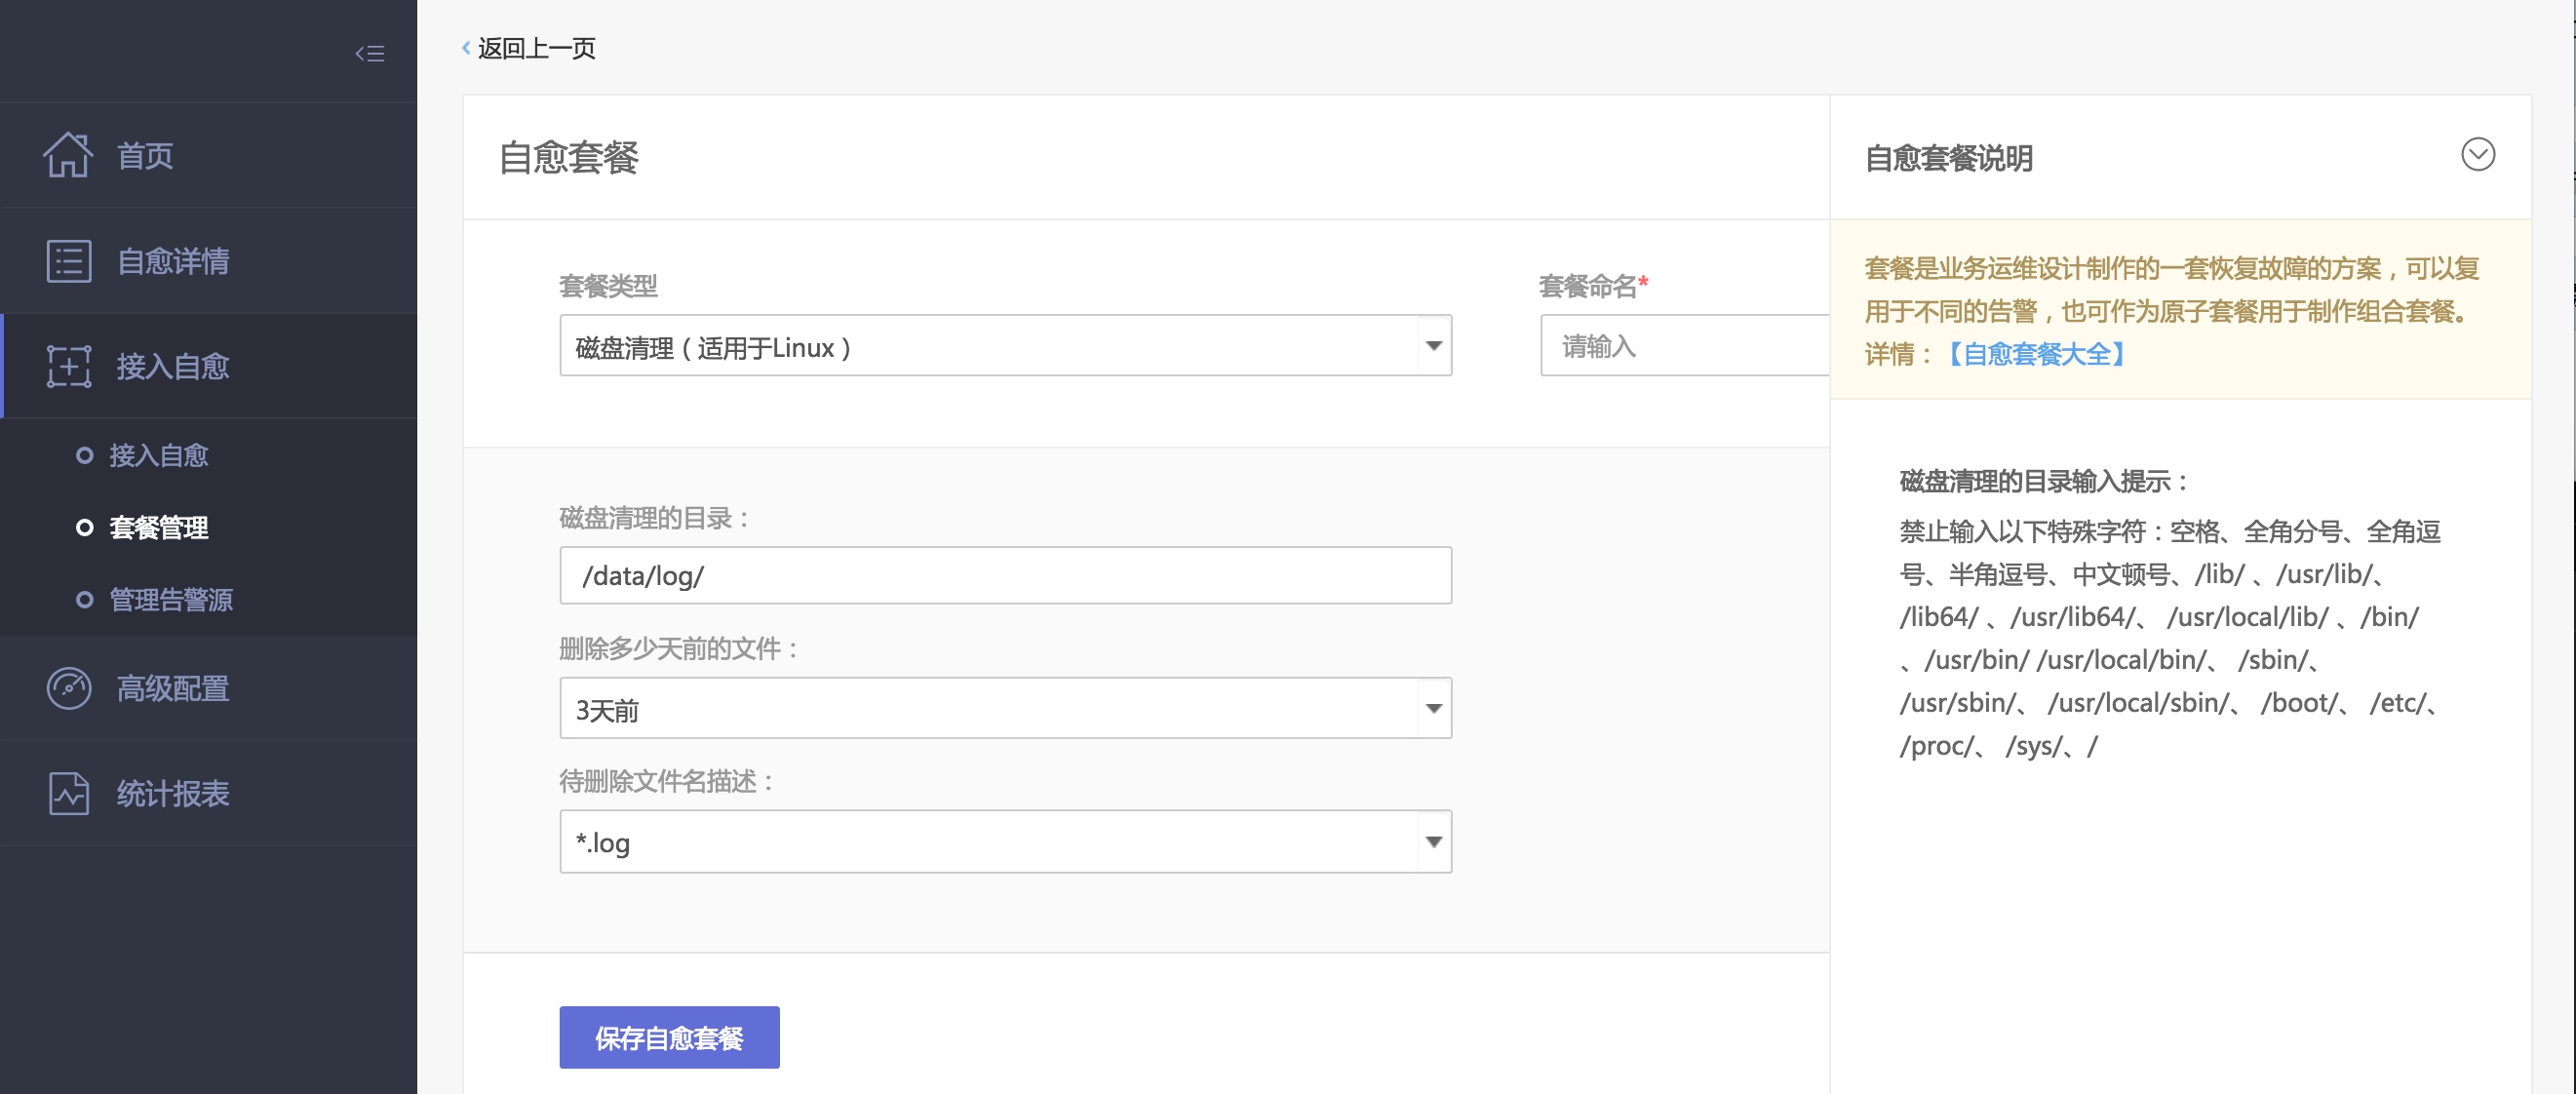 首页
自愈详情
接入自愈
接入自愈
套餐管理
管理告警源
高级配置
统计报表
返回上一页
自愈套餐
套餐类型
磁盘清理（适用于Linux）
套餐命名*
请输入
磁盘清理的目录：
/data/log/
删除多少天前的文件：
3天前
待删除文件名描述：
*.log
保存自愈套餐
自愈套餐说明
套餐是业务运维设计制作的一套恢复故障的方案，可以复
用于不同的告警，也可作为原子套餐用于制作组合套餐。
详情：【自愈套餐大全】
磁盘清理的目录输入提示：
禁止输入以下特殊字符：空格、全角分号、全角逗
号、半角逗号、中文顿号、/lib/ 、/usr/lib/、
/lib64/ 、/usr/lib64/、 /usr/local/lib/ 、/bin/
、/usr/bin/ /usr/local/bin/、 /sbin/、
/usr/sbin/、 /usr/local/sbin/、 /boot/、 /etc/、
/proc/、 /sys/、/